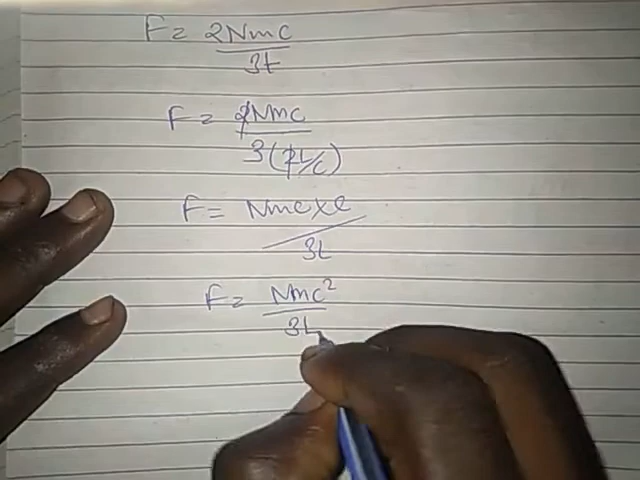 F = 2Nmc/3t
F = 2Nmc/3(2L/c)
F = Nmc×c/3L
F = Nmc²/3L